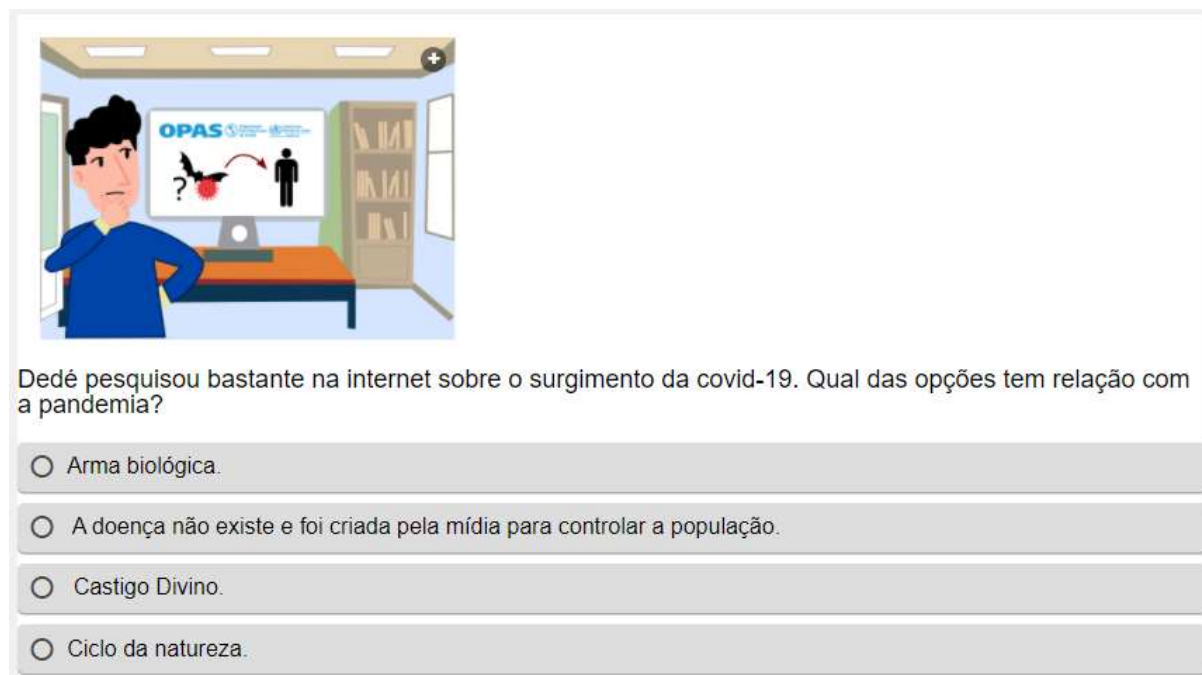 OPAS
?
Dedé pesquisou bastante na internet sobre o surgimento da covid-19. Qual das opções tem relação com
a pandemia?
Arma biológica.
A doença não existe e foi criada pela mídia para controlar a população.
Castigo Divino.
Ciclo da natureza.